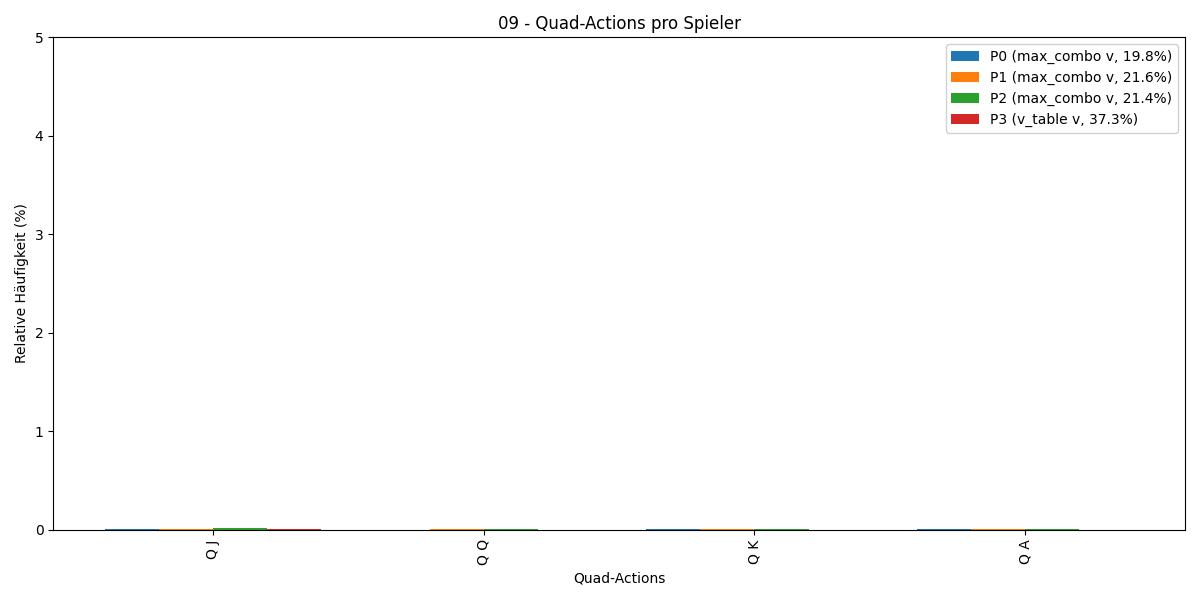 09 - Quad-Actions pro Spieler
P0 (max_combo v, 19.8%)
P1 (max_combo v, 21.6%)
P2 (max_combo v, 21.4%)
P3 (v_table v, 37.3%)
Relative Häufigkeit (%)
5
4
3
2
1
0
Q J
Q Q
Q K
Q A
Quad-Actions